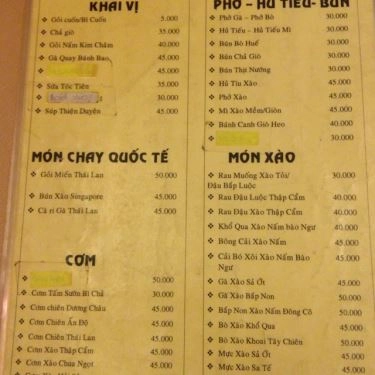 KHAI VỊ
❖ Gỏi cuốn/Bì Cuốn 5.000
❖ Chả giò 35.000
❖ Gỏi Nấm Kim Châm 40.000
❖ Gà Quay Bánh Bao 45.000
❖ 45.000
❖ Sữa Tóc Tiên 35.000
❖ 30.000
❖ Súp Thiện Duyên 45.000
MÓN CHAY QUỐC TẾ
❖ Gỏi Miến Thái Lan 50.000
❖ Bún Xào Singapore 45.000
❖ Cà ri Gà Thái Lan 45.000
CƠM
❖ 50.000
❖ Cơm Tấm Sườn Bì Chả 30.000
❖ Cơm chiên Dương Châu 45.000
❖ Cơm Chiên Ấn Độ 45.000
❖ Cơm Chiên Thái Lan 45.000
❖ Cơm Xào Thập Cẩm 45.000
❖ Cơm Xào Chua Ngọt 45.000
PHỞ – HỦ TIẾU- BÚN
❖ Phở Gà – Phở Bò 30.000
❖ Hủ Tiếu – Hủ Tiếu Mì 30.000
❖ Bún Bò Huế 30.000
❖ Bún Chả Giò 30.000
❖ Bún Thịt Nướng 30.000
❖ Hủ Tíu Xào 45.000
❖ Phở Xào 45.000
❖ Mì Xào Mềm/Giòn 45.000
❖ Bánh Canh Giò Heo 40.000
❖ 30.000
MÓN XÀO
❖ Rau Muống Xào Tỏi/ 30.000
Đậu Bắp Luộc
❖ Rau Đậu Luộc Thập Cẩm 40.000
❖ Rau Đậu Xào Thập Cẩm 40.000
❖ Khổ Qua Xào Nấm bào Ngư 40.000
❖ Bông Cải Xào Nấm 45.000
❖ Cải Bó Xôi Xào Nấm Bào 45.000
Ngư
❖ Gà Xào Sả Ớt 45.000
❖ Gà Xào Bắp Non 45.000
❖ Bắp Non Xào Nấm Đông Cô 50.000
❖ Bò Xào Khổ Qua 45.000
❖ Bò Xào Khoai Tây Chiên 50.000
❖ Mực Xào Sả Ớt 45.000
❖ Mực Xào Sa Tế 45.000